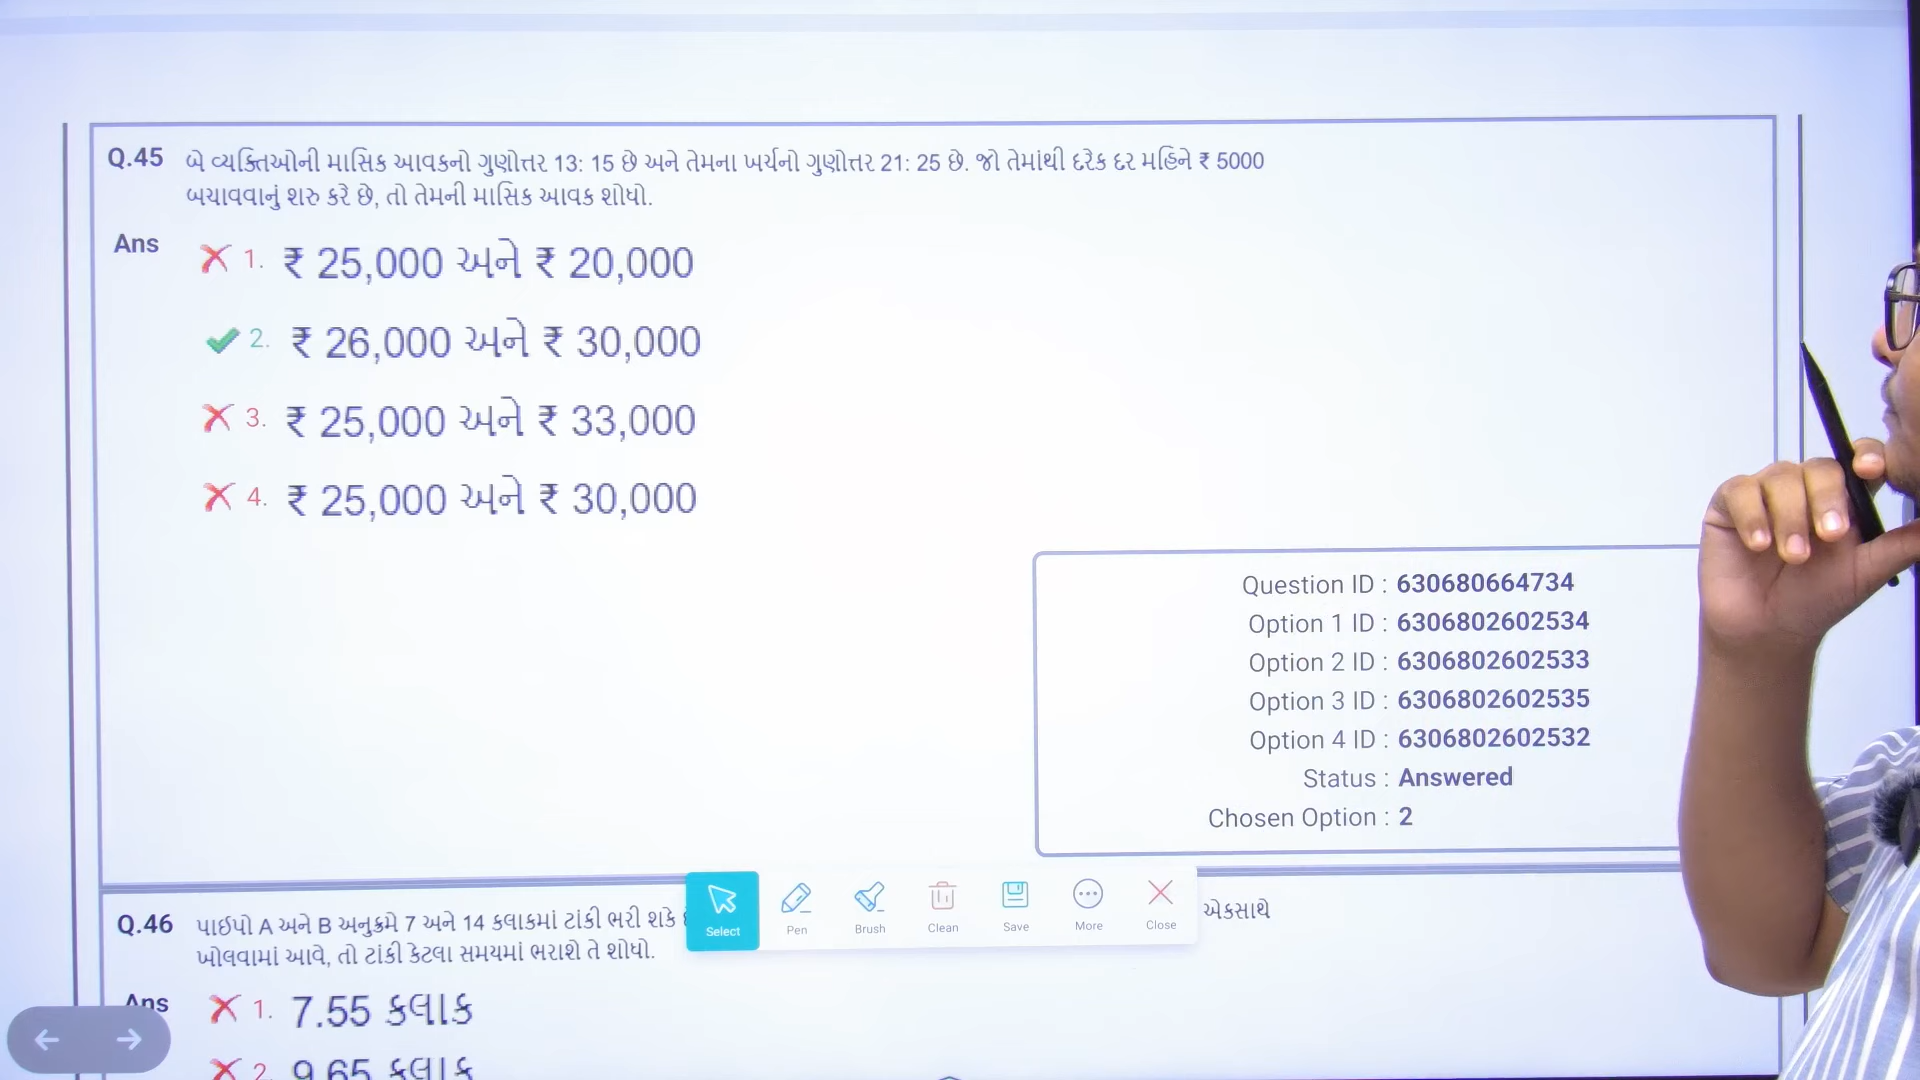 Q.45 બે વ્યક્તિઓની માસિક આવકનો ગુણોત્તર 13: 15 છે અને તેમના ખર્ચનો ગુણોત્તર 21: 25 છે. જો તેમાંથી દરેક દર મહિને ₹ 5000
બચાવવાનું શરુ કરે છે, તો તેમની માસિક આવક શોધો.
Ans
1. ₹ 25,000 અને ₹ 20,000
2. ₹ 26,000 અને ₹ 30,000
3. ₹ 25,000 અને ₹ 33,000
4. ₹ 25,000 અને ₹ 30,000
Question ID : 630680664734
Option 1 ID : 6306802602534
Option 2 ID : 6306802602533
Option 3 ID : 6306802602535
Option 4 ID : 6306802602532
Status : Answered
Chosen Option : 2
Q.46 પાઈપો A અને B અનુક્રમે 7 અને 14 કલાકમાં ટાંકી ભરી શકે એકસાથે
ખોલવામાં આવે, તો ટાંકી કેટલા સમયમાં ભરાશે તે શોધો.
Select Pen Brush Clean Save More Close
Ans
1. 7.55 કલાક
2. 9.65 કલાક